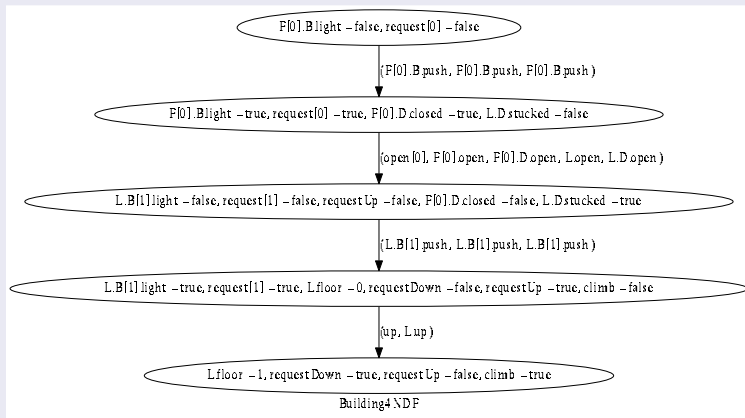 F[0].B.light =false, request[0] =false
(F[0].B.push, F[0].B.push, F[0].B.push)
F[0].B.light =true, request[0] =true, F[0].D.closed =true, L.D.stucked =false
(open[0], F[0].open, F[0].D.open, L.open, L.D.open)
L.B[1].light =false, request[1] =false, requestUp =false, F[0].D.closed =false, L.D.stucked =true
(L.B[1].push, L.B[1].push, L.B[1].push)
L.B[1].light =true, request[1] =true, L.floor =0, requestDown =false, requestUp =true, climb =false
(up, L.up)
L.floor =1, requestDown =true, requestUp =false, climb =true
Building4